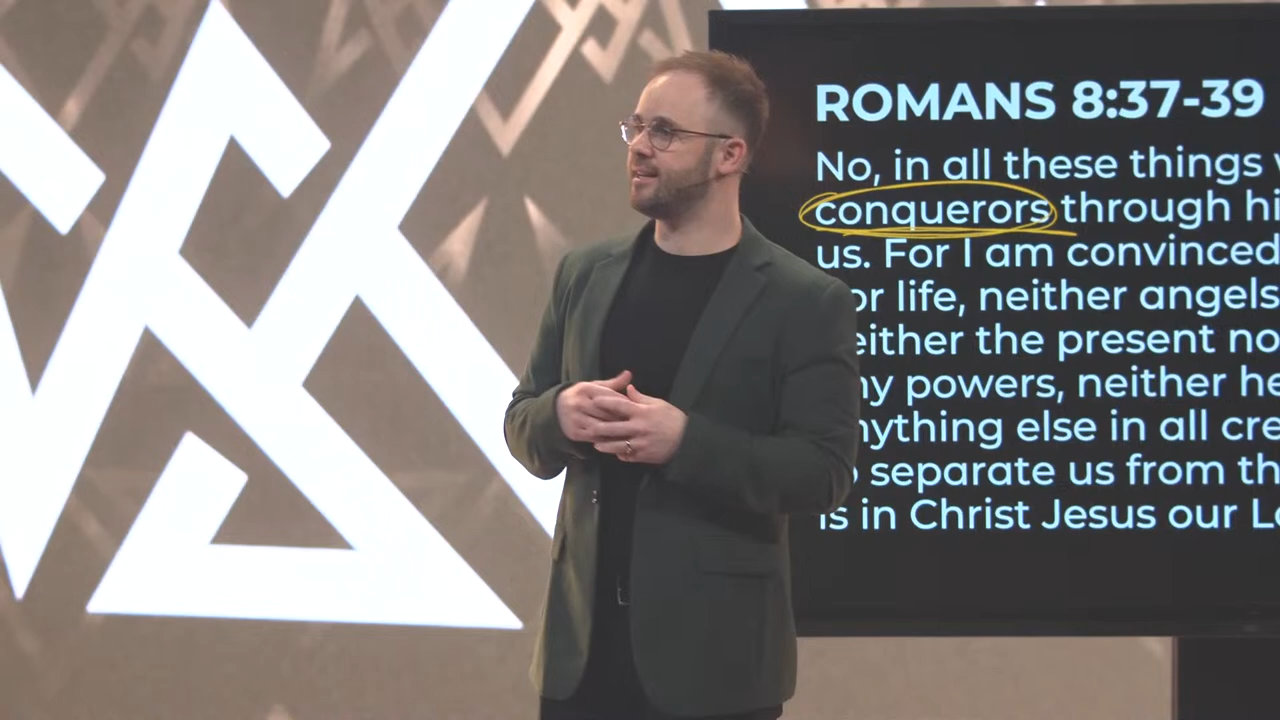 ROMANS 8:37-39
No, in all these things
conquerors through hi
us. For I am convinced
or life, neither angels
either the present no
ny powers, neither he
nything else in all cre
separate us from th
is in Christ Jesus our Lo